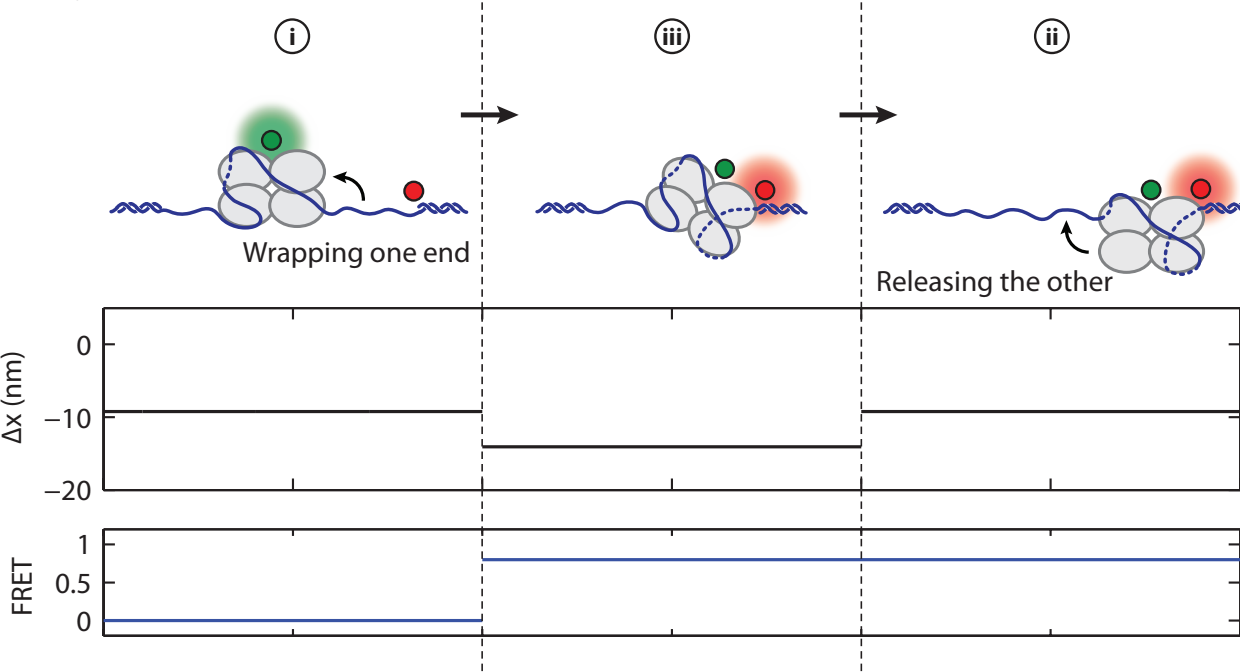 i
iii
ii
Wrapping one end
Releasing the other
Δx (nm)
0
−10
−20
FRET
1
0.5
0